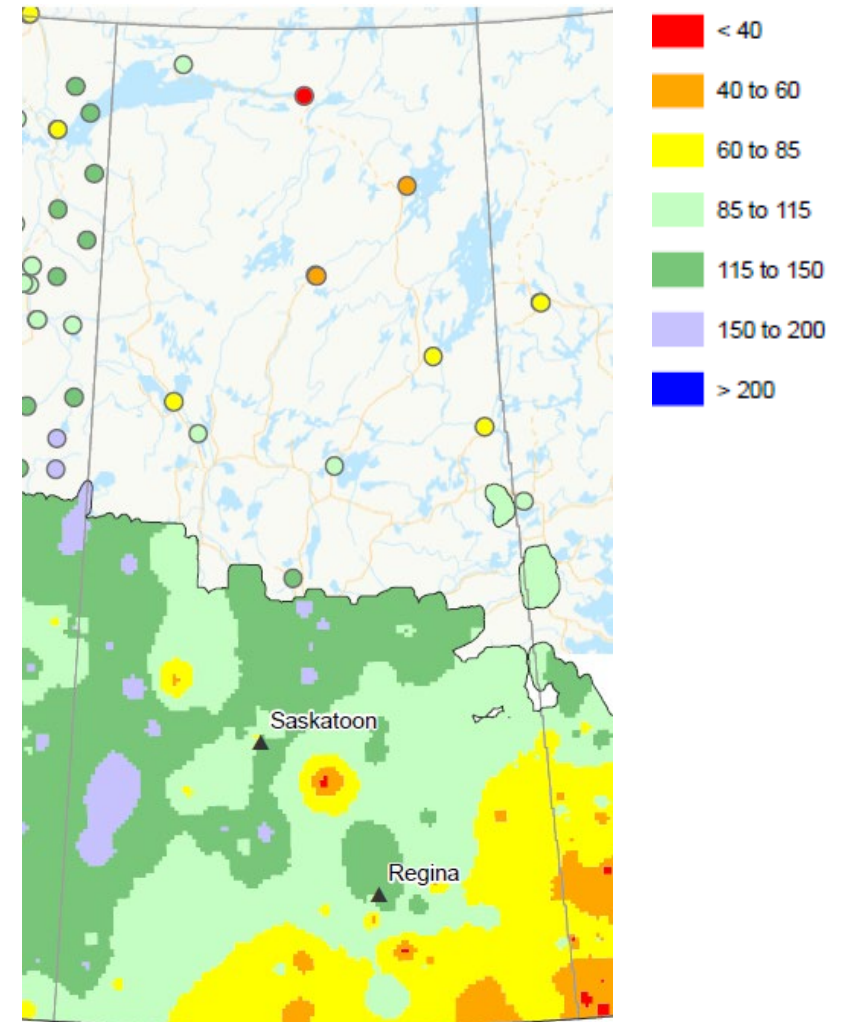 < 40
40 to 60
60 to 85
85 to 115
115 to 150
150 to 200
> 200
Saskatoon
Regina